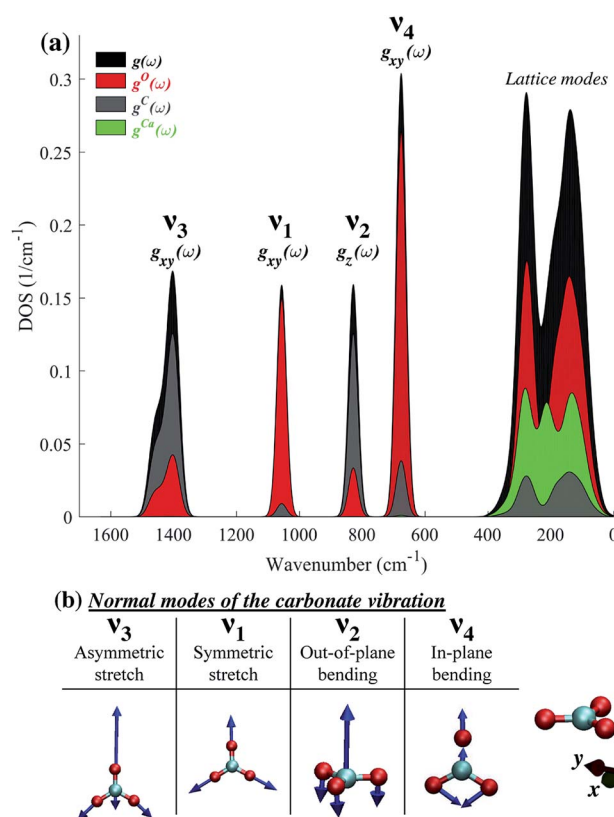 (a)
g(ω)
g^O(ω)
g^C(ω)
g^Ca(ω)
ν₃
g_xy(ω)
ν₁
g_xy(ω)
ν₂
g_z(ω)
ν₄
g_xy(ω)
Lattice modes
DOS (1/cm⁻¹)
0.3
0.25
0.2
0.15
0.1
0.05
0
1600 1400 1200 1000 800 600 400 200 0
Wavenumber (cm⁻¹)
(b) Normal modes of the carbonate vibration
ν₃ ν₁ ν₂ ν₄
Asymmetric Symmetric Out-of-plane In-plane
stretch stretch bending bending
y
x